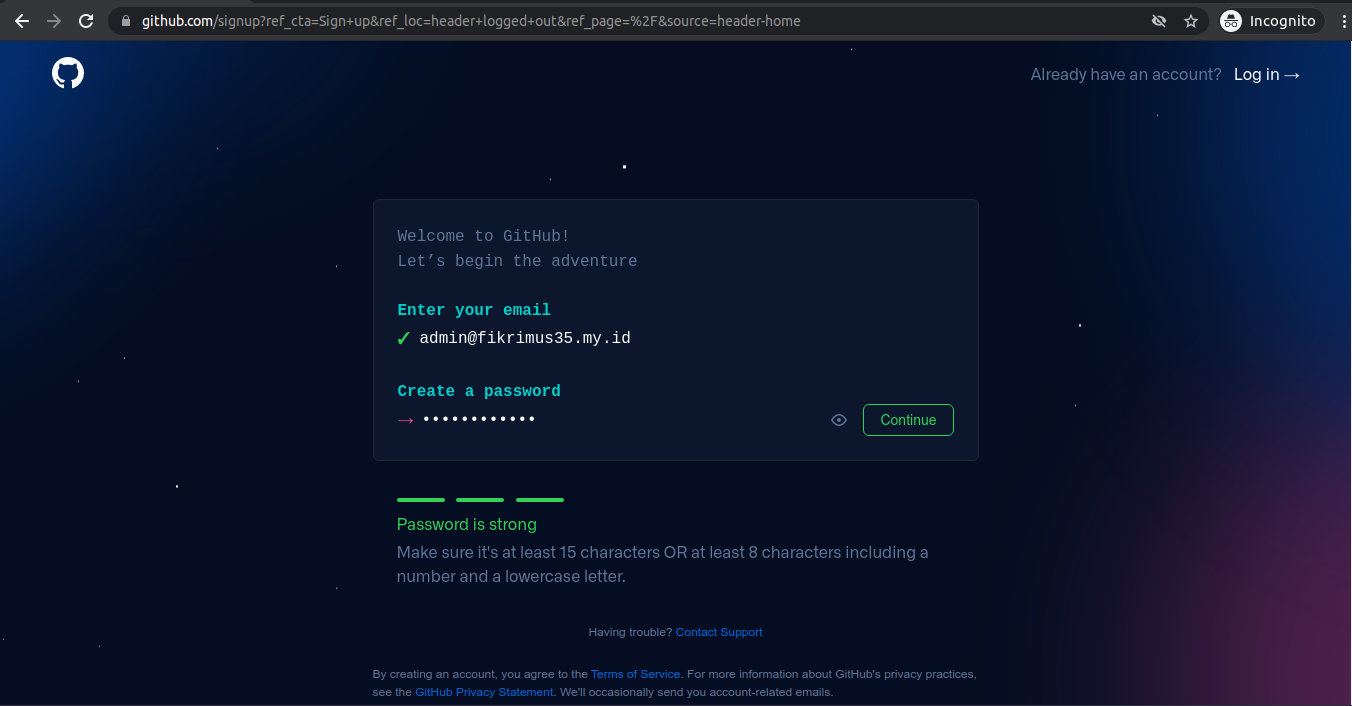 github.com/signup?ref_cta=Sign+up&ref_loc=header+logged+out&ref_page=%2F&source=header-home
Incognito
Already have an account? Log in →
Welcome to GitHub!
Let’s begin the adventure
Enter your email
✓ admin@fikrimus35.my.id
Create a password
→ ••••••••••••
Continue
Password is strong
Make sure it's at least 15 characters OR at least 8 characters including a
number and a lowercase letter.
Having trouble? Contact Support
By creating an account, you agree to the Terms of Service. For more information about GitHub's privacy practices,
see the GitHub Privacy Statement. We'll occasionally send you account-related emails.